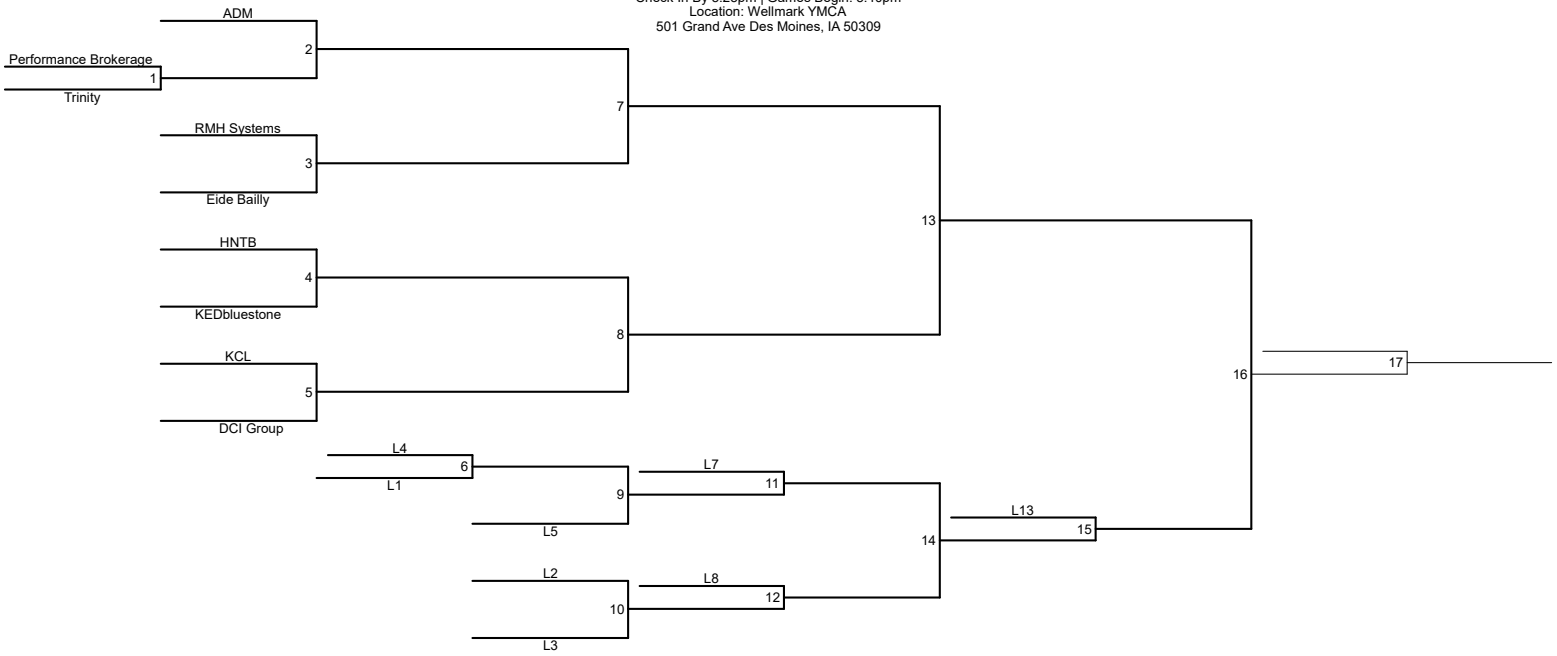 Location: Wellmark YMCA
501 Grand Ave Des Moines, IA 50309
ADM
2
Performance Brokerage
1
Trinity
7
RMH Systems
3
Eide Bailly
13
HNTB
4
KEDbluestone
8
KCL
5
DCI Group
17
16
L4
6
L1
L7
11
9
L5
L13
15
14
L2
L8
12
10
L3